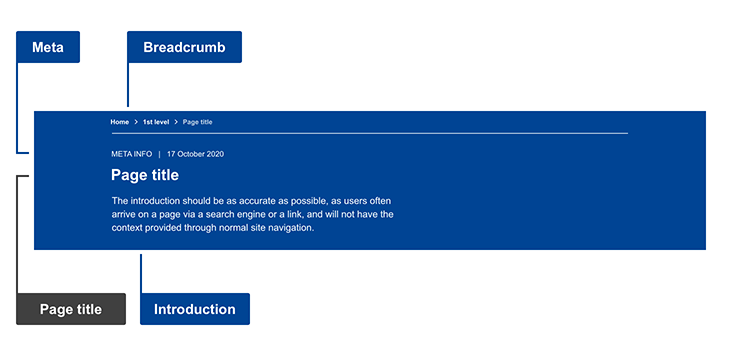 Meta
Breadcrumb
Home > 1st level > Page title
META INFO | 17 October 2020
Page title
The introduction should be as accurate as possible, as users often
arrive on a page via a search engine or a link, and will not have the
context provided through normal site navigation.
Page title
Introduction